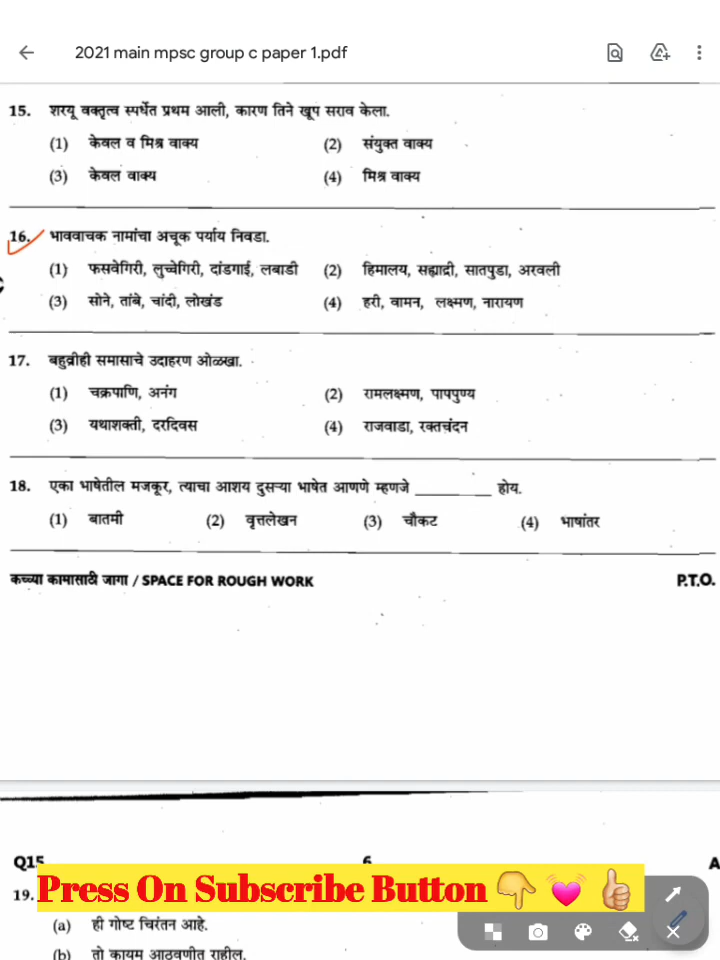 2021 main mpsc group c paper 1.pdf
15. शरयू वक्तृत्व स्पर्धेत प्रथम आली, कारण तिने खूप सराव केला.
(1) केवल व मिश्र वाक्य (2) संयुक्त वाक्य
(3) केवल वाक्य (4) मिश्र वाक्य
16. भाववाचक नामांचा अचूक पर्याय निवडा.
(1) फसवेगिरी, लुच्चेगिरी, दांडगाई, लबाडी (2) हिमालय, सह्याद्री, सातपुडा, अरवली
(3) सोने, तांबे, चांदी, लोखंड (4) हरी, वामन, लक्ष्मण, नारायण
17. बहुव्रीही समासाचे उदाहरण ओळखा.
(1) चक्रपाणि, अनंग (2) रामलक्ष्मण, पापपुण्य
(3) यथाशक्ती, दरदिवस (4) राजवाडा, रक्तचंदन
18. एका भाषेतील मजकूर, त्याचा आशय दुसऱ्या भाषेत आणणे म्हणजे ________ होय.
(1) बातमी (2) वृत्तलेखन (3) चौकट (4) भाषांतर
कच्च्या कामासाठी जागा / SPACE FOR ROUGH WORK P.T.O.
Q15 6 A
19. Press On Subscribe Button 👇 💓 👍
(a) ही गोष्ट चिरंतन आहे.
(b) तो कायम आठवणीत राहील.